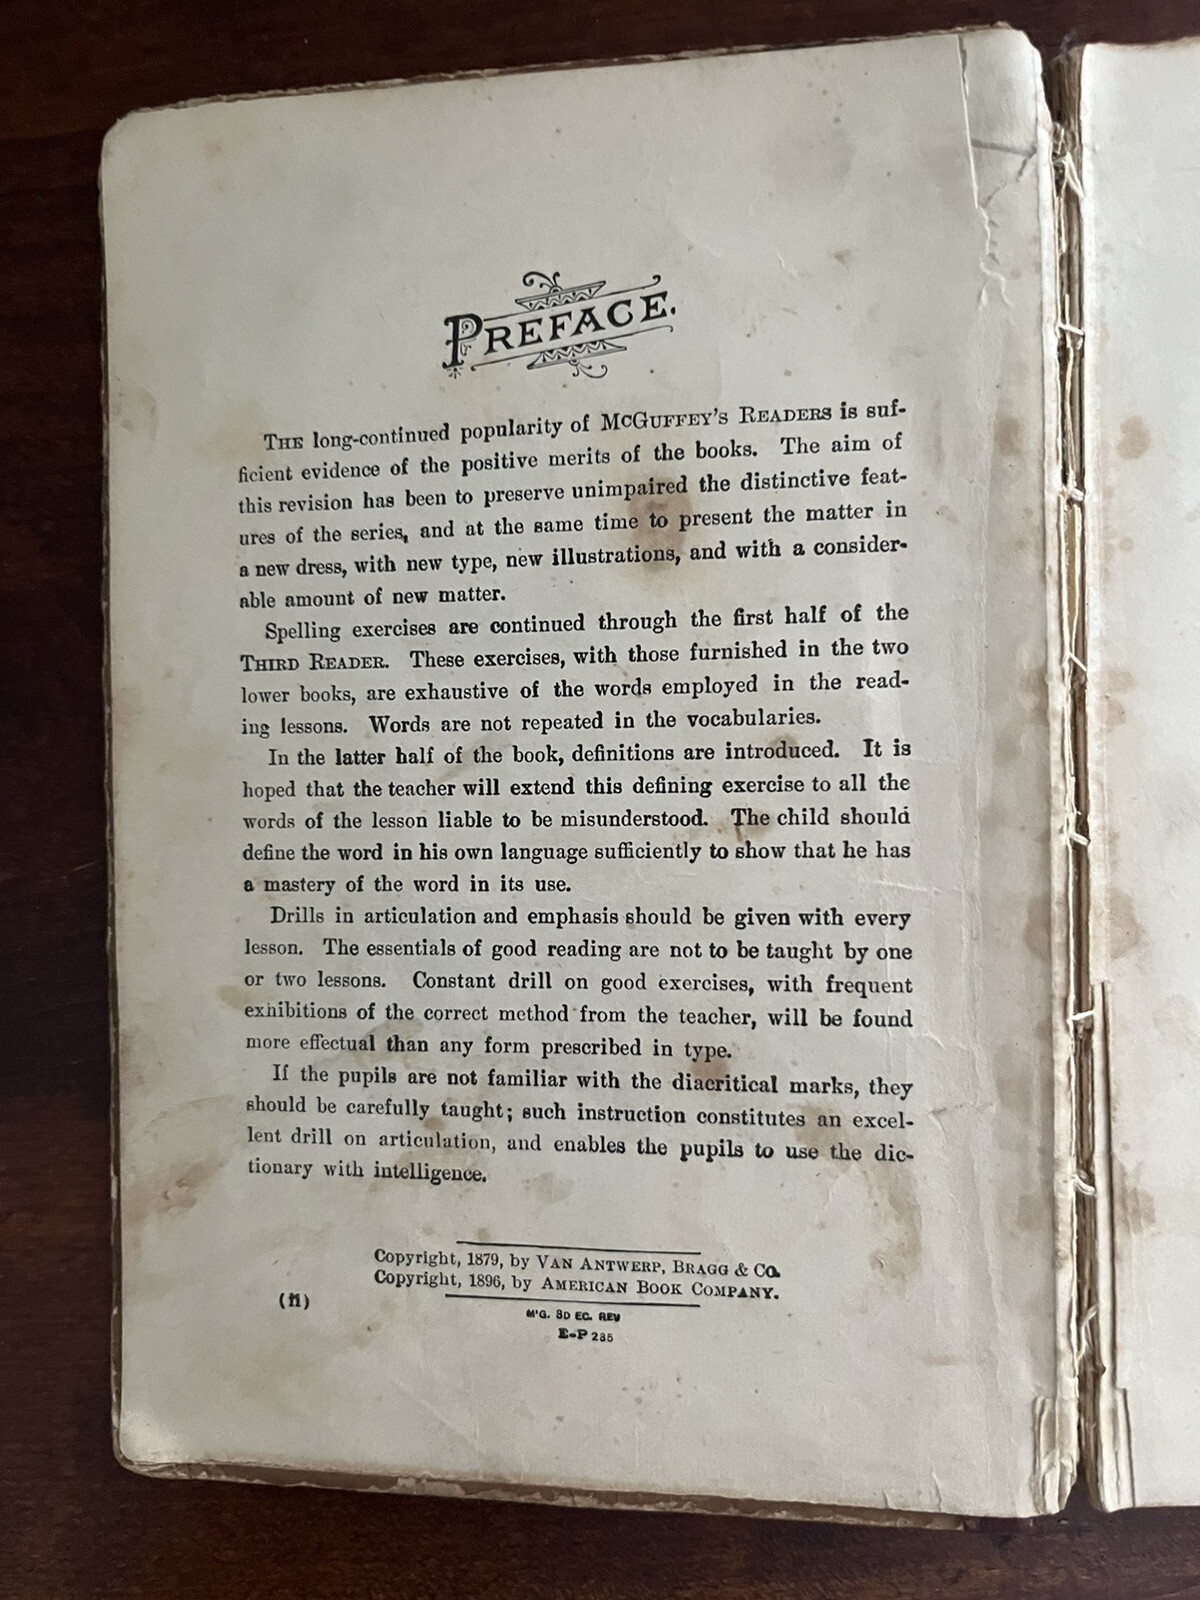 PREFACE.
THE long-continued popularity of MCGUFFEY'S READERS is suf-
ficient evidence of the positive merits of the books. The aim of
this revision has been to preserve unimpaired the distinctive feat-
ures of the series, and at the same time to present the matter in
a new dress, with new type, new illustrations, and with a consider-
able amount of new matter.
Spelling exercises are continued through the first half of the
THIRD READER. These exercises, with those furnished in the two
lower books, are exhaustive of the words employed in the read-
ing lessons. Words are not repeated in the vocabularies.
In the latter half of the book, definitions are introduced. It is
hoped that the teacher will extend this defining exercise to all the
words of the lesson liable to be misunderstood. The child should
define the word in his own language sufficiently to show that he has
a mastery of the word in its use.
Drills in articulation and emphasis should be given with every
lesson. The essentials of good reading are not to be taught by one
or two lessons. Constant drill on good exercises, with frequent
exhibitions of the correct method from the teacher, will be found
more effectual than any form prescribed in type.
If the pupils are not familiar with the diacritical marks, they
should be carefully taught; such instruction constitutes an excel-
lent drill on articulation, and enables the pupils to use the dic-
tionary with intelligence.
Copyright, 1879, by VAN ANTWERP, BRAGG & CO.
Copyright, 1896, by AMERICAN BOOK COMPANY.
(ii)
M'G. 3D EC. REV
E-P 285